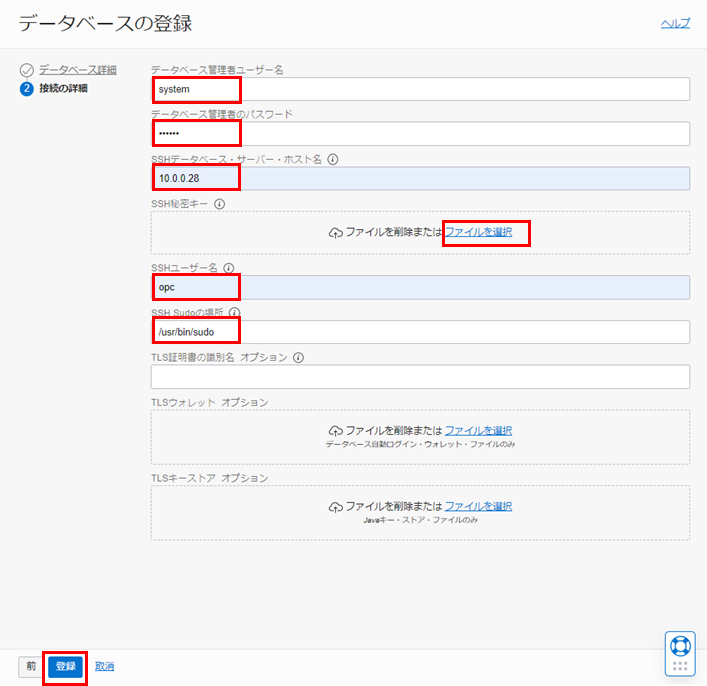 データベースの登録
ヘルプ
データベース詳細
2 接続の詳細
データベース管理者ユーザー名
system
データベース管理者のパスワード
••••••
SSHデータベース・サーバー・ホスト名
10.0.0.28
SSH秘密キー
ファイルを削除または ファイルを選択
SSHユーザー名
opc
SSH Sudoの場所
/usr/bin/sudo
TLS証明書の識別名 オプション
TLSウォレット オプション
ファイルを削除または ファイルを選択
データベース自動ログイン・ウォレット・ファイルのみ
TLSキーストア オプション
ファイルを削除または ファイルを選択
Javaキー・ストア・ファイルのみ
前 登録 取消